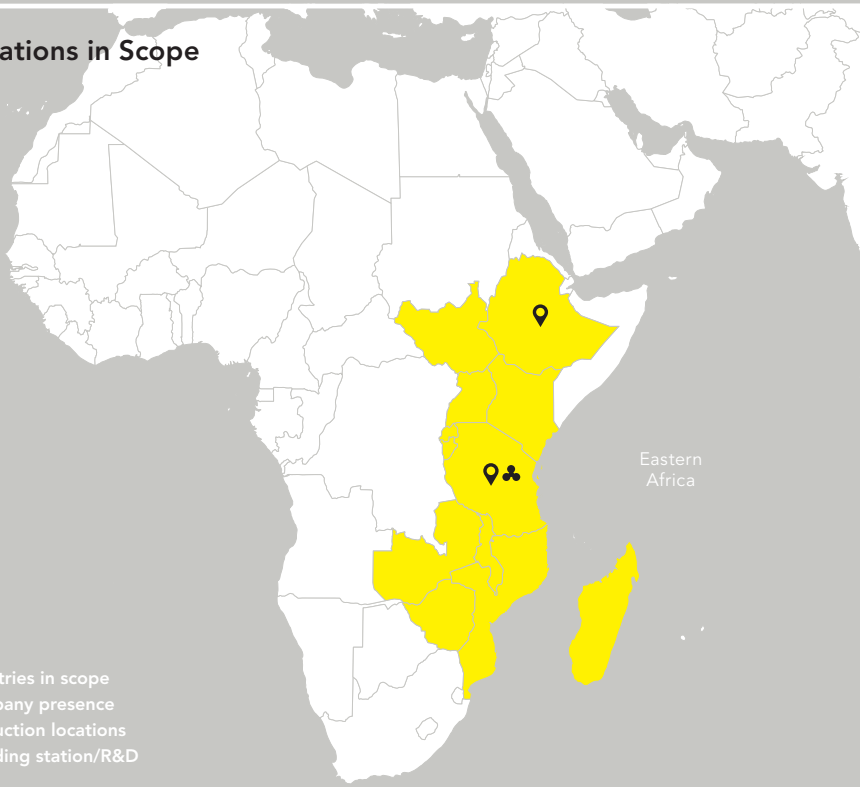 ations in Scope
Eastern
Africa
tries in scope
pany presence
uction locations
ding station/R&D